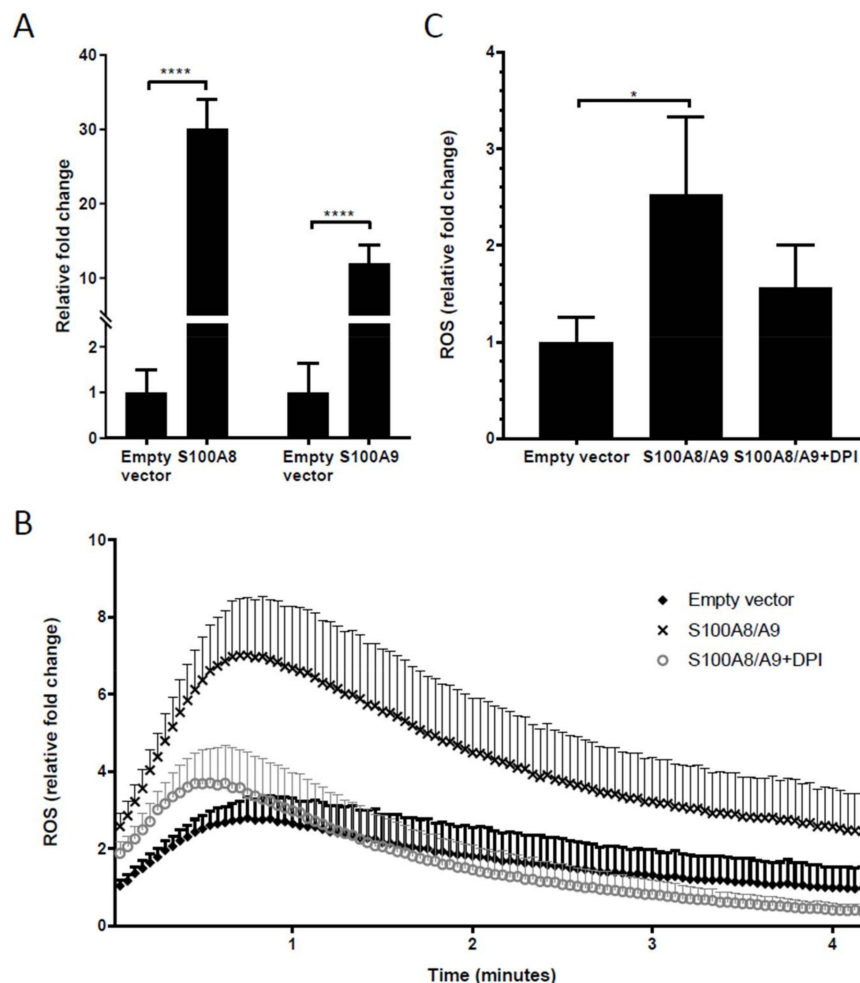 A
Relative fold change
40
30
20
10
2
1
0
****
****
Empty vector
S100A8
Empty vector
S100A9
C
ROS (relative fold change)
4
3
2
1
0
*
Empty vector
S100A8/A9
S100A8/A9+DPI
B
ROS (relative fold change)
10
8
6
4
2
0
Empty vector
S100A8/A9
S100A8/A9+DPI
1
2
3
4
Time (minutes)